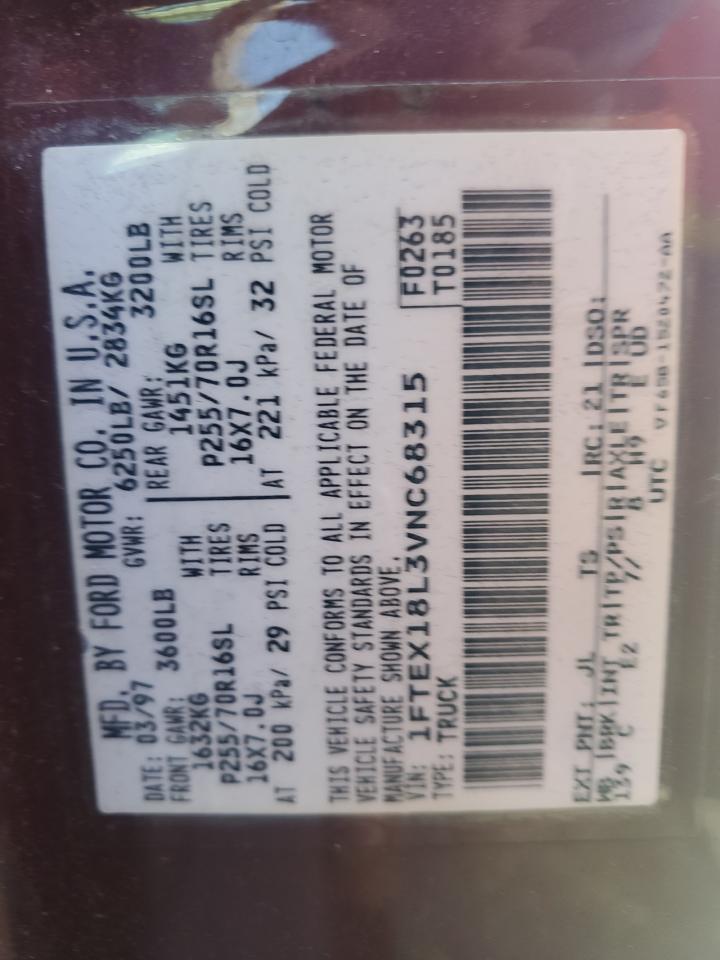 MFD. BY FORD MOTOR CO. IN U.S.A.
DATE: 03/97 GVWR: 6250LB/ 2834KG
FRONT GAWR: 3600LB REAR GAWR: 3200LB
1632KG WITH 1451KG WITH
P255/70R16SL TIRES P255/70R16SL TIRES
16X7.0J RIMS 16X7.0J RIMS
AT 200 kPa/ 29 PSI COLD AT 221 kPa/ 32 PSI COLD
THIS VEHICLE CONFORMS TO ALL APPLICABLE FEDERAL MOTOR
VEHICLE SAFETY STANDARDS IN EFFECT ON THE DATE OF
MANUFACTURE SHOWN ABOVE.
VIN: 1FTEX18L3VNC68315 F0263
TYPE: TRUCK T0185
EXT PNT: JL TS RC: 21 DSO:
WB BRK INT TR TP/PS R AXLE TR SPR
139 C E2 7/ 8 H9 E UD
UTC